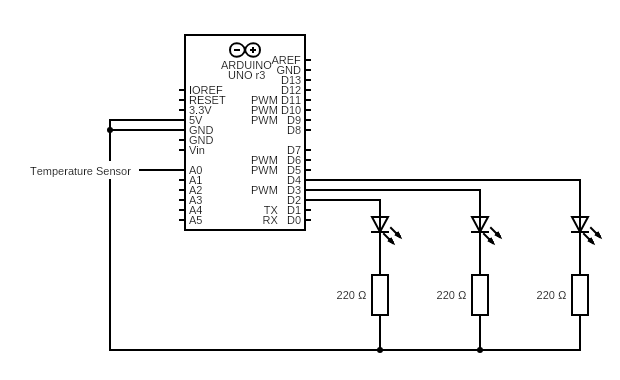 ARDUINO
UNO r3
AREF
GND
D13
IOREF D12
RESET PWM D11
3.3V PWM D10
5V PWM D9
GND D8
GND
Vin D7
PWM D6
Temperature Sensor A0 PWM D5
A1 D4
A2 PWM D3
A3 D2
A4 TX D1
A5 RX D0
220 Ω 220 Ω 220 Ω